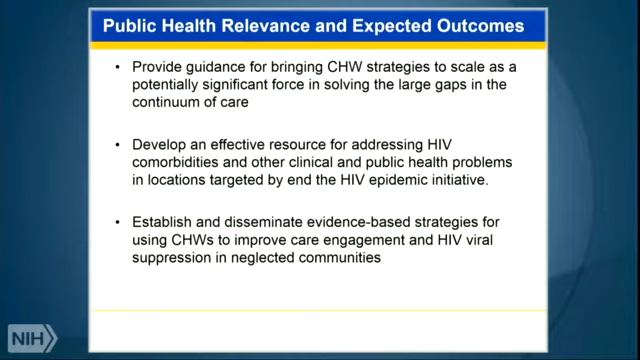 Public Health Relevance and Expected Outcomes
• Provide guidance for bringing CHW strategies to scale as a
potentially significant force in solving the large gaps in the
continuum of care
• Develop an effective resource for addressing HIV
comorbidities and other clinical and public health problems
in locations targeted by end the HIV epidemic initiative.
• Establish and disseminate evidence-based strategies for
using CHWs to improve care engagement and HIV viral
suppression in neglected communities
NIH